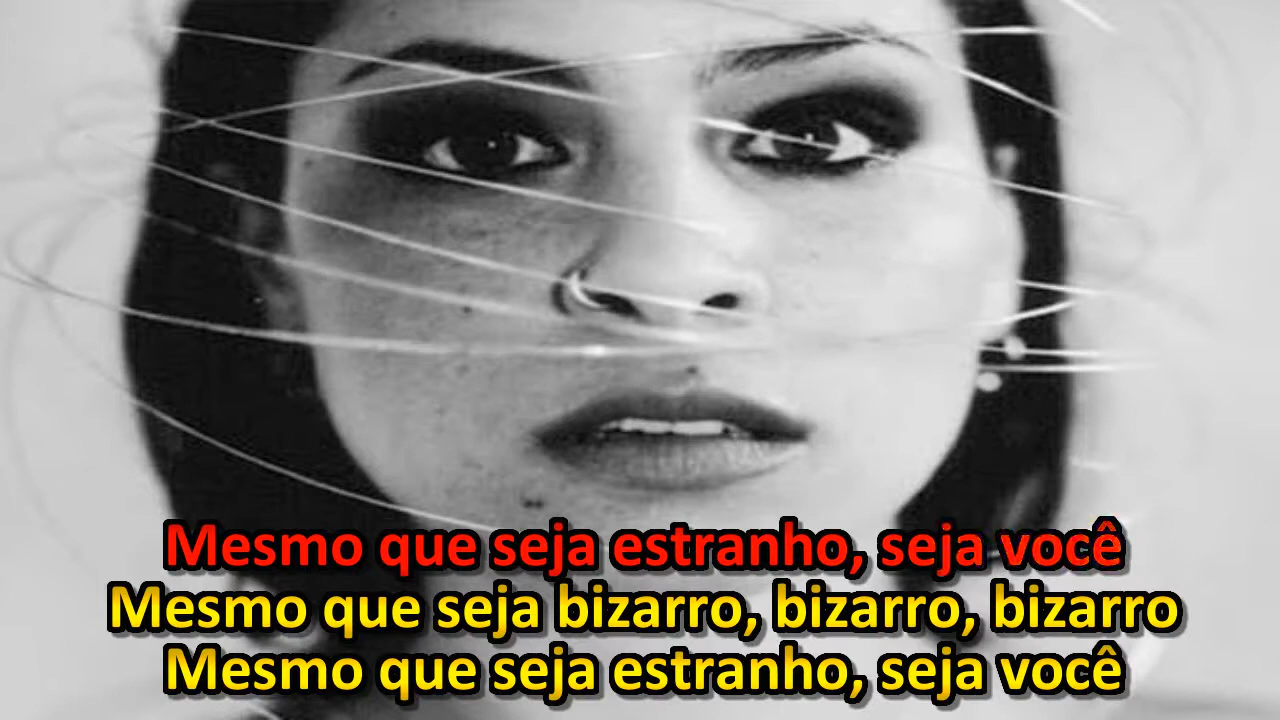 Mesmo que seja estranho, seja você
Mesmo que seja bizarro, bizarro, bizarro
Mesmo que seja estranho, seja você